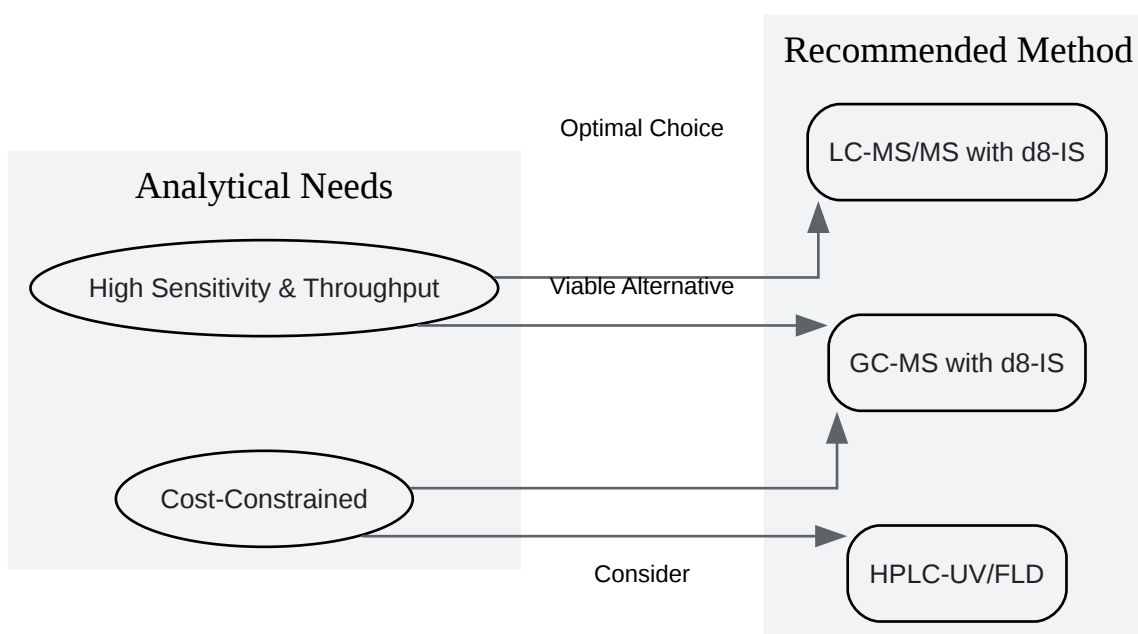 Recommended Method
Optimal Choice
LC-MS/MS with d8-IS
Analytical Needs
High Sensitivity & Throughput
Viable Alternative
GC-MS with d8-IS
Cost-Constrained
Consider
HPLC-UV/FLD